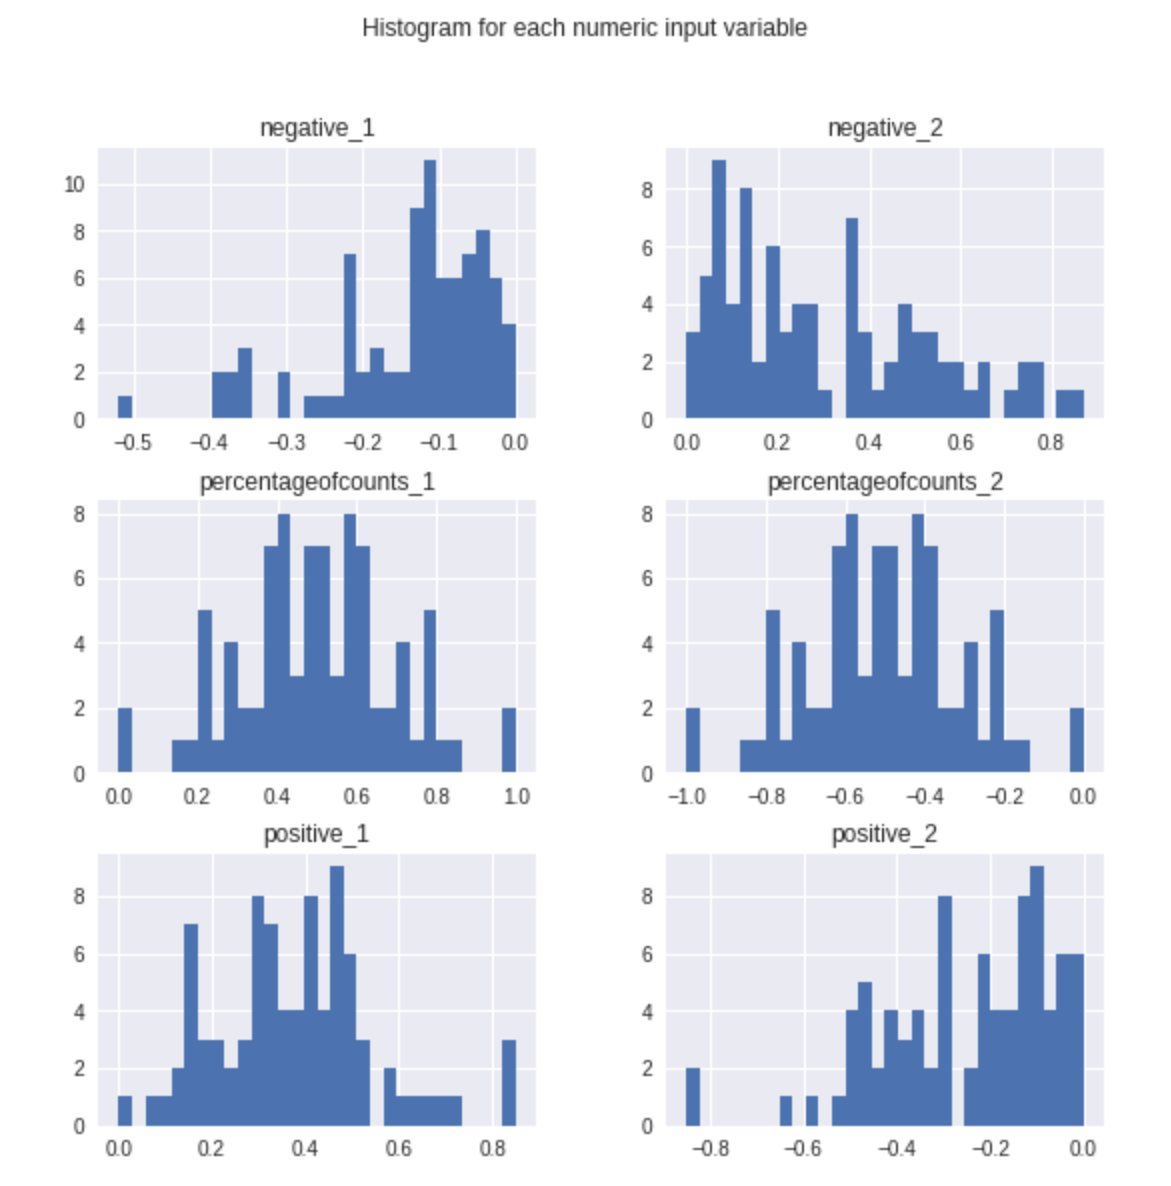 Histogram for each numeric input variable
negative_1
negative_2
10
8
6
4
2
0
−0.5 −0.4 −0.3 −0.2 −0.1 0.0
8
6
4
2
0
0.0 0.2 0.4 0.6 0.8
percentageofcounts_1
percentageofcounts_2
8
6
4
2
0
0.0 0.2 0.4 0.6 0.8 1.0
8
6
4
2
0
−1.0 −0.8 −0.6 −0.4 −0.2 0.0
positive_1
positive_2
8
6
4
2
0
0.0 0.2 0.4 0.6 0.8
8
6
4
2
0
−0.8 −0.6 −0.4 −0.2 0.0